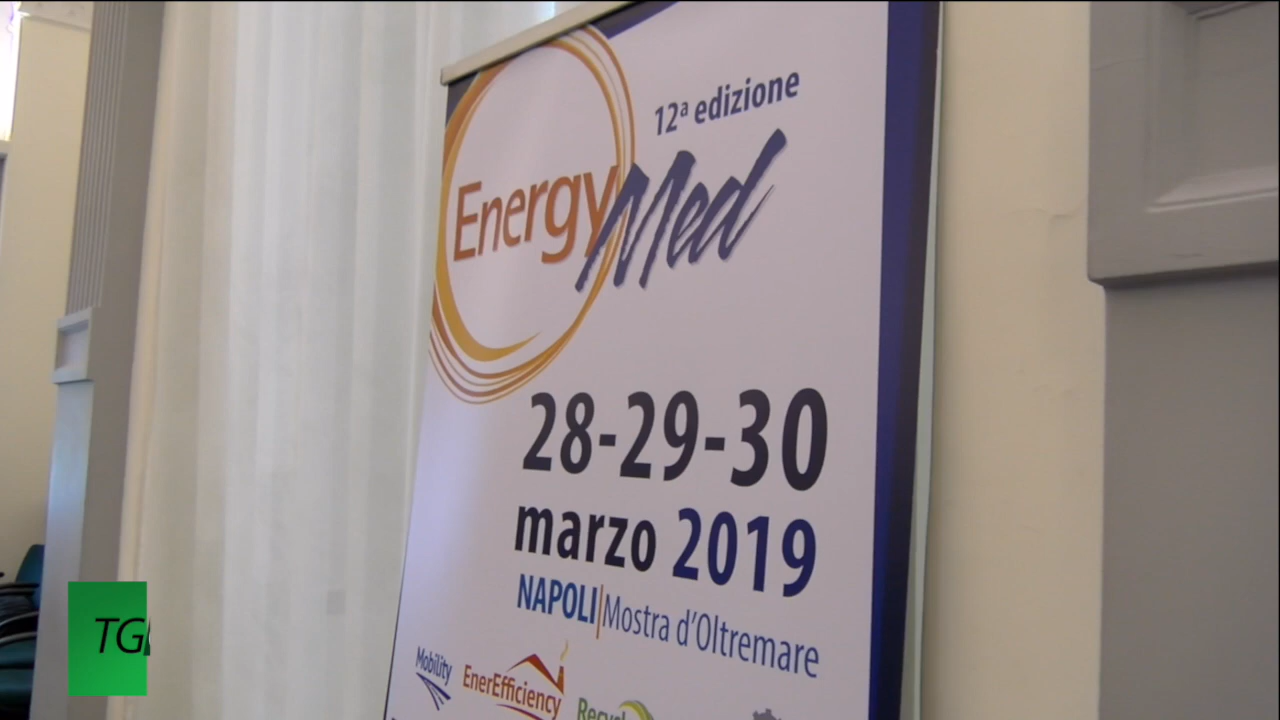 12ª edizione
EnergyMed
28-29-30
marzo 2019
NAPOLI|Mostra d'Oltremare
Mobility
EnerEfficiency
TG